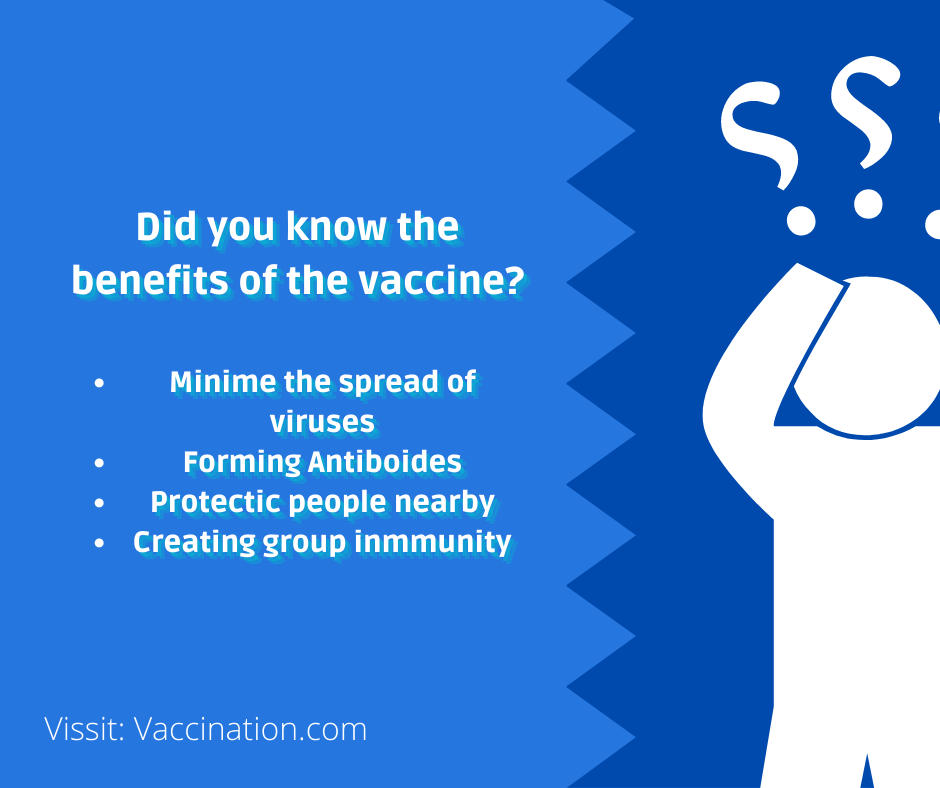 Did you know the
benefits of the vaccine?
• Minime the spread of
viruses
• Forming Antiboides
• Protectic people nearby
• Creating group inmmunity
Vissit: Vaccination.com